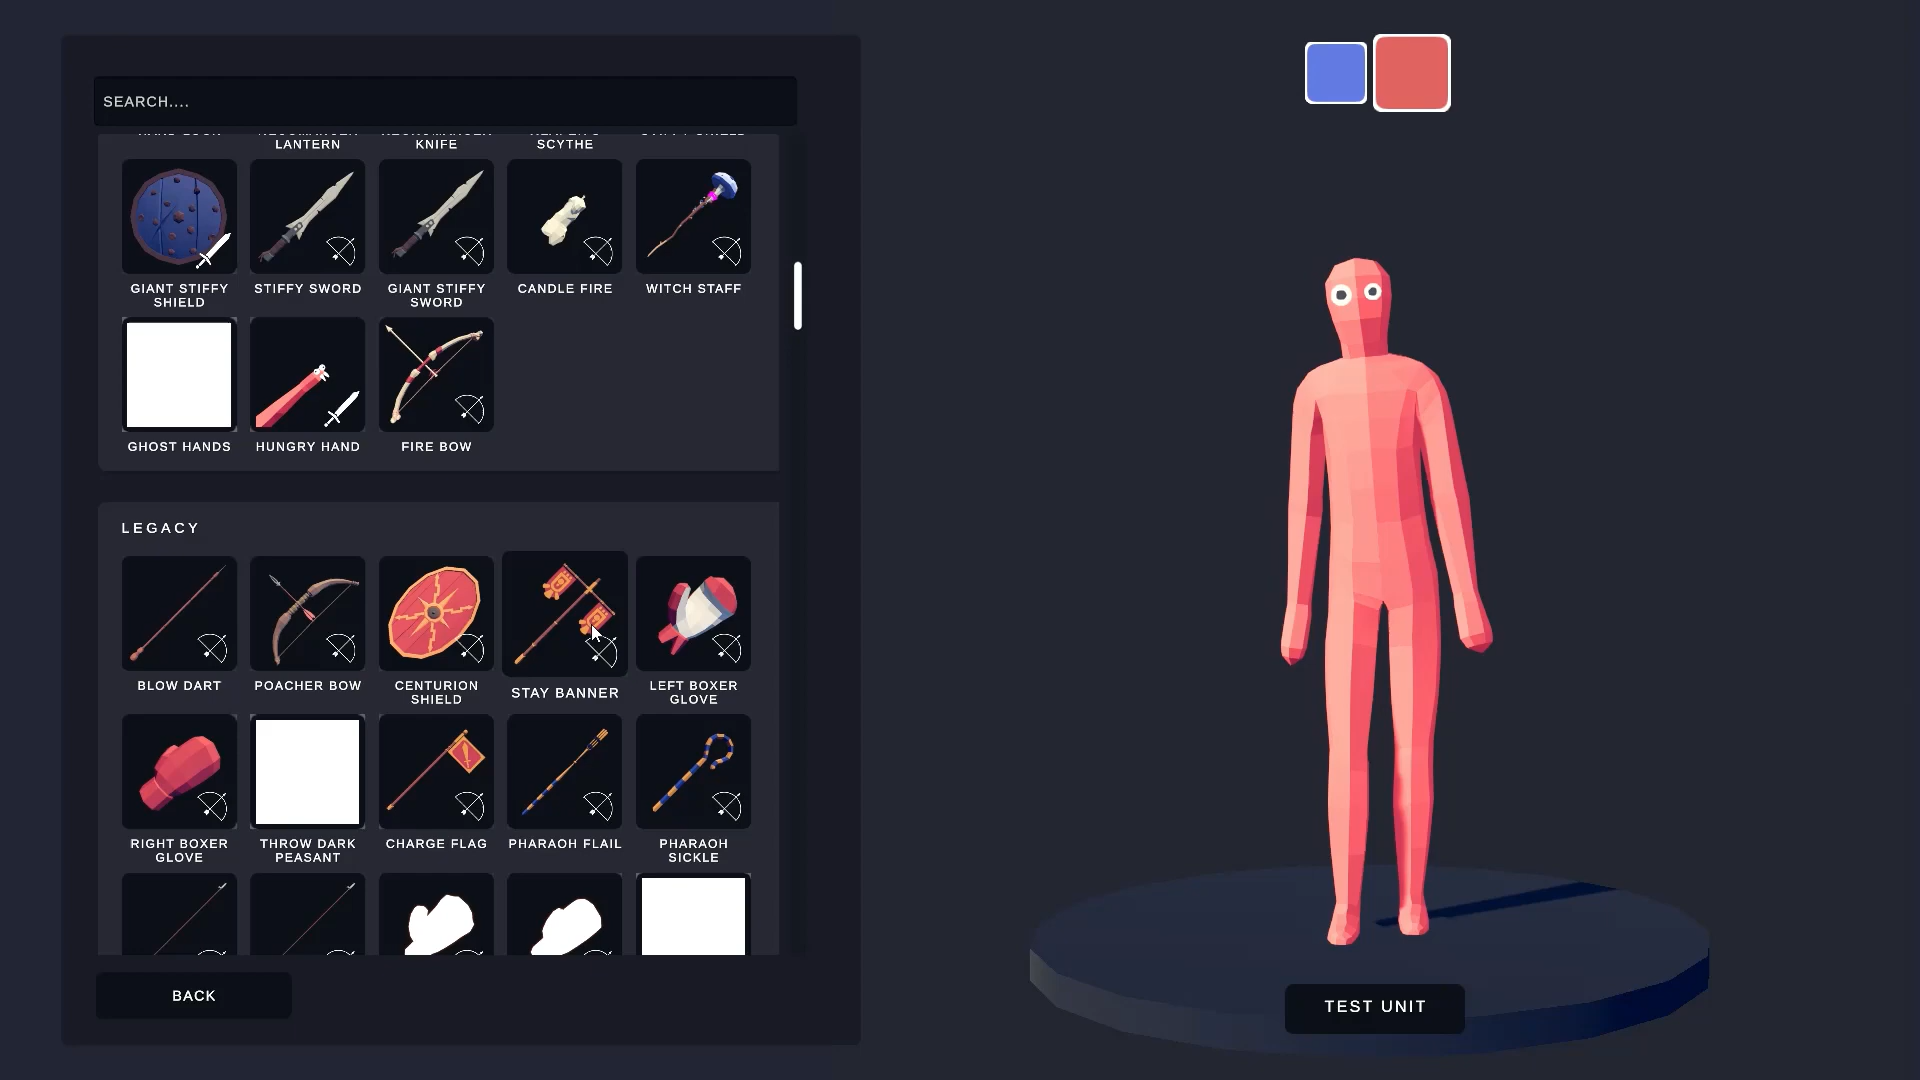 SEARCH....
LANTERN
KNIFE
SCYTHE
GIANT STIFFY SHIELD
STIFFY SWORD
GIANT STIFFY SWORD
CANDLE FIRE
WITCH STAFF
GHOST HANDS
HUNGRY HAND
FIRE BOW
LEGACY
BLOW DART
POACHER BOW
CENTURION SHIELD
STAY BANNER
LEFT BOXER GLOVE
RIGHT BOXER GLOVE
THROW DARK PEASANT
CHARGE FLAG
PHARAOH FLAIL
PHARAOH SICKLE
BACK
TEST UNIT